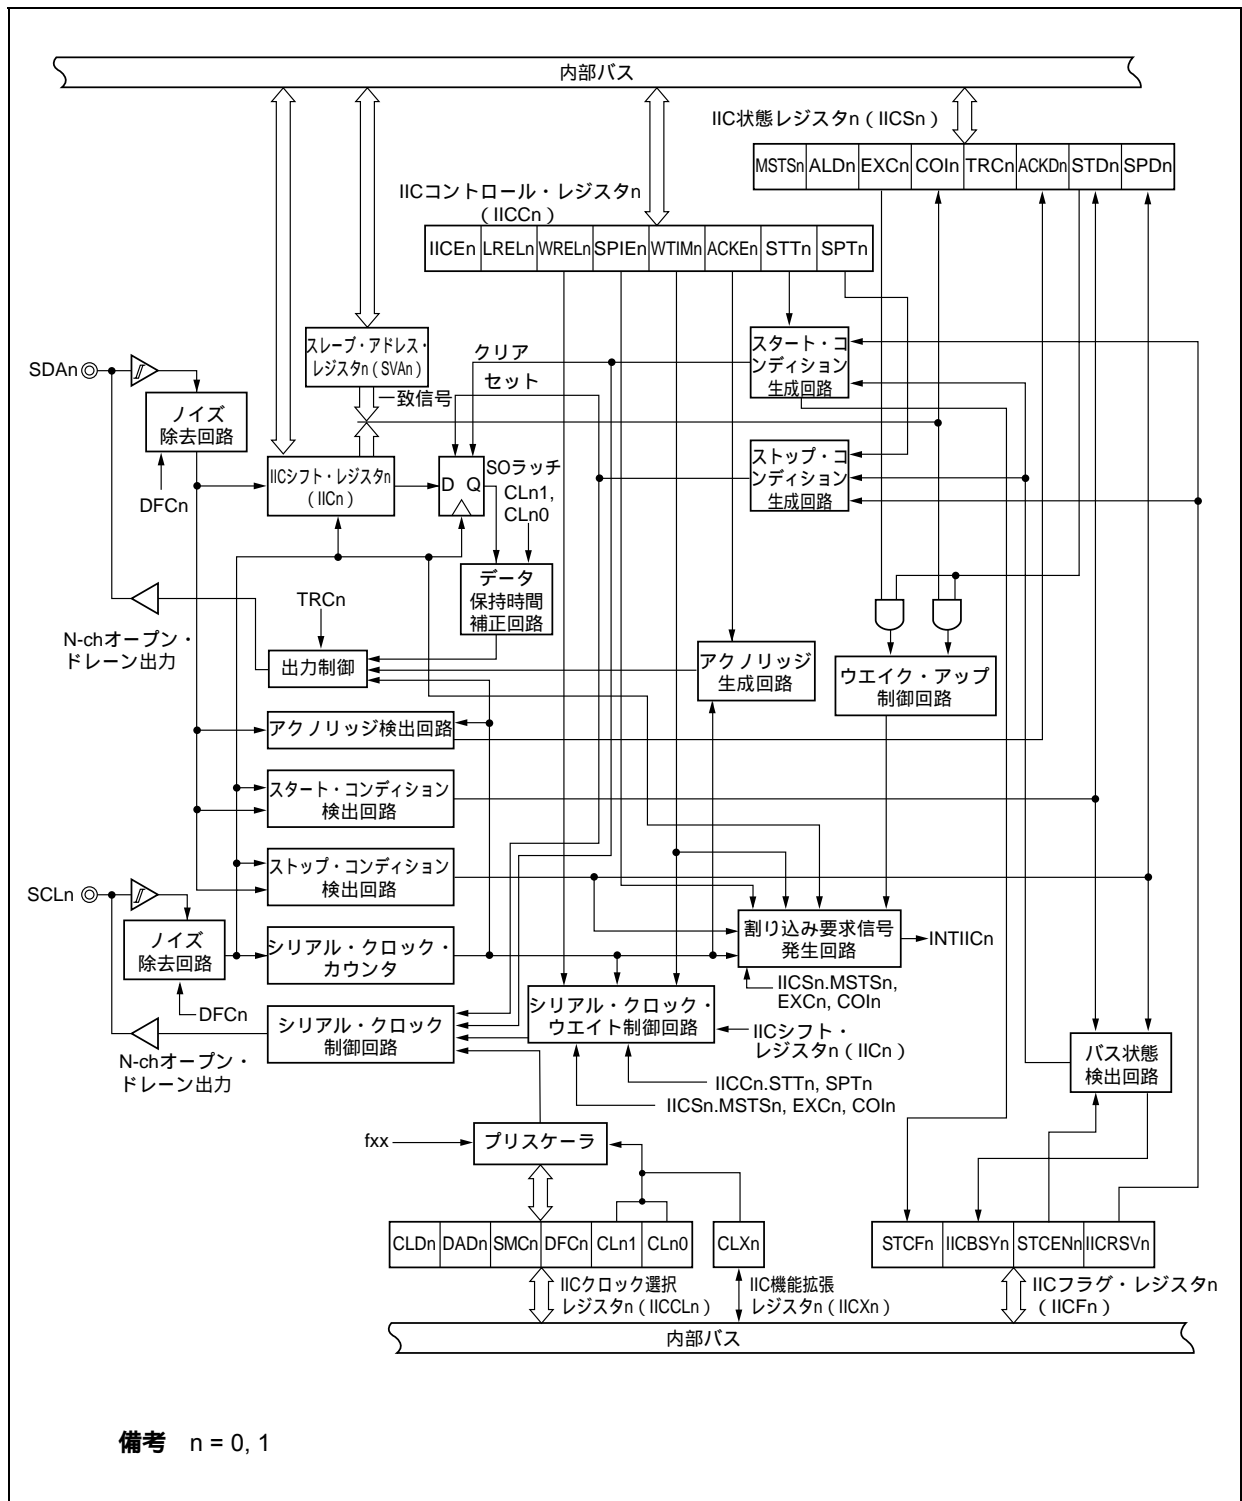 内部バス
IIC状態レジスタn（IICSn）
MSTSn ALDn EXCn COIn TRCn ACKDn STDn SPDn
IICコントロール・レジスタn
（IICCn）
IICEn LRELn WRELn SPIEn WTIMn ACKEn STTn SPTn
スレーブ・アドレス・
レジスタn（SVAn）
一致信号
クリア
セット
スタート・コ
ンディション
生成回路
SDAn
ノイズ
除去回路
DFCn
IICシフト・レジスタn
（IICn）
D Q
SOラッチ
CLn1,
CLn0
ストップ・コ
ンディション
生成回路
データ
保持時間
補正回路
TRCn
N-chオープン・
ドレーン出力
出力制御
アクノリッジ
生成回路
ウエイク・アップ
制御回路
アクノリッジ検出回路
スタート・コンディション
検出回路
ストップ・コンディション
検出回路
SCLn
ノイズ
除去回路
DFCn
シリアル・クロック・
カウンタ
割り込み要求信号
発生回路
INTIICn
IICSn.MSTSn,
EXCn, COIn
シリアル・クロック
制御回路
シリアル・クロック・
ウエイト制御回路
IICシフト・
レジスタn（IICn）
N-chオープン・
ドレーン出力
バス状態
検出回路
IICCn.STTn, SPTn
IICSn.MSTSn, EXCn, COIn
fxx
プリスケーラ
CLDn DADn SMCn DFCn CLn1 CLn0
CLXn
STCFn IICBSYn STCENn IICRSVn
IICクロック選択
レジスタn（IICCLn）
IIC機能拡張
レジスタn（IICXn）
IICフラグ・レジスタn
（IICFn）
内部バス
備考 n = 0, 1